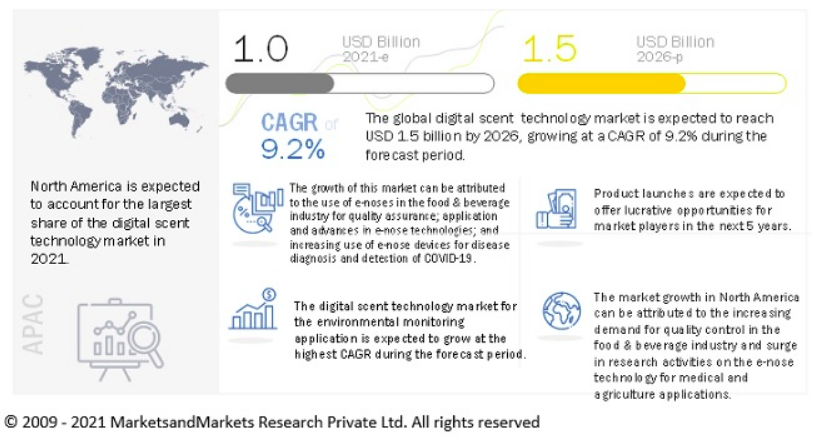 1.0
USD Billion
2021-e
1.5
USD Billion
2026-p
CAGR of
9.2%
The global digital scent technology market is expected to reach
USD 1.5 billion by 2026, growing at a CAGR of 9.2% during the
forecast period.
North America is expected
to account for the largest
share of the digital scent
technology market in
2021.
APAC
The growth of this market can be attributed
to the use of e-noses in the food & beverage
industry for quality assurance; application
and advances in e-nose technologies; and
increasing use of e-nose devices for disease
diagnosis and detection of COVID-19.
Product launches are expected to
offer lucrative opportunities for
market players in the next 5 years.
The digital scent technology market for
the environmental monitoring
application is expected to grow at the
highest CAGR during the forecast period.
The market growth in North America
can be attributed to the increasing
demand for quality control in the
food & beverage industry and surge
in research activities on the e-nose
technology for medical and
agriculture applications.
© 2009 - 2021 MarketsandMarkets Research Private Ltd. All rights reserved